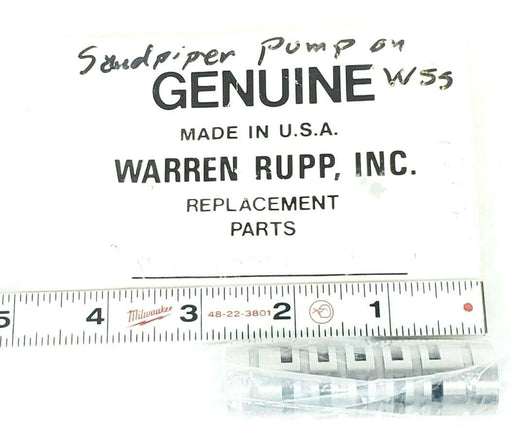 Sandpiper Pump on
W55
GENUINE
MADE IN U.S.A.
WARREN RUPP, INC.
REPLACEMENT
PARTS
5 4 Milwaukee 3 48-22-3801 2 1